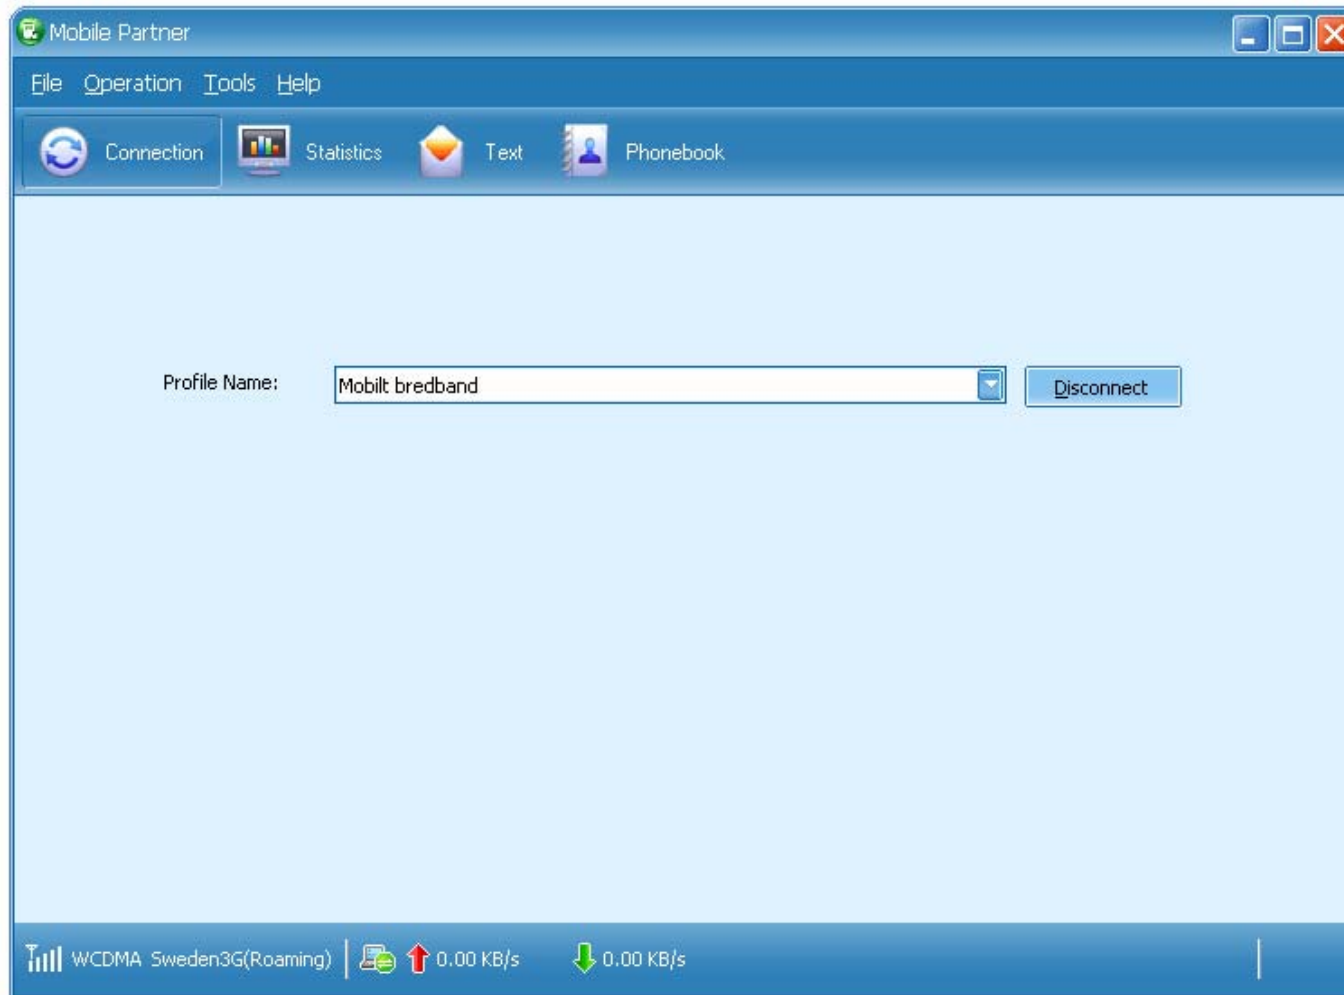 Mobile Partner
File Operation Tools Help
Connection Statistics Text Phonebook
Profile Name: Mobilt bredband Disconnect
WCDMA Sweden3G(Roaming) 0.00 KB/s 0.00 KB/s